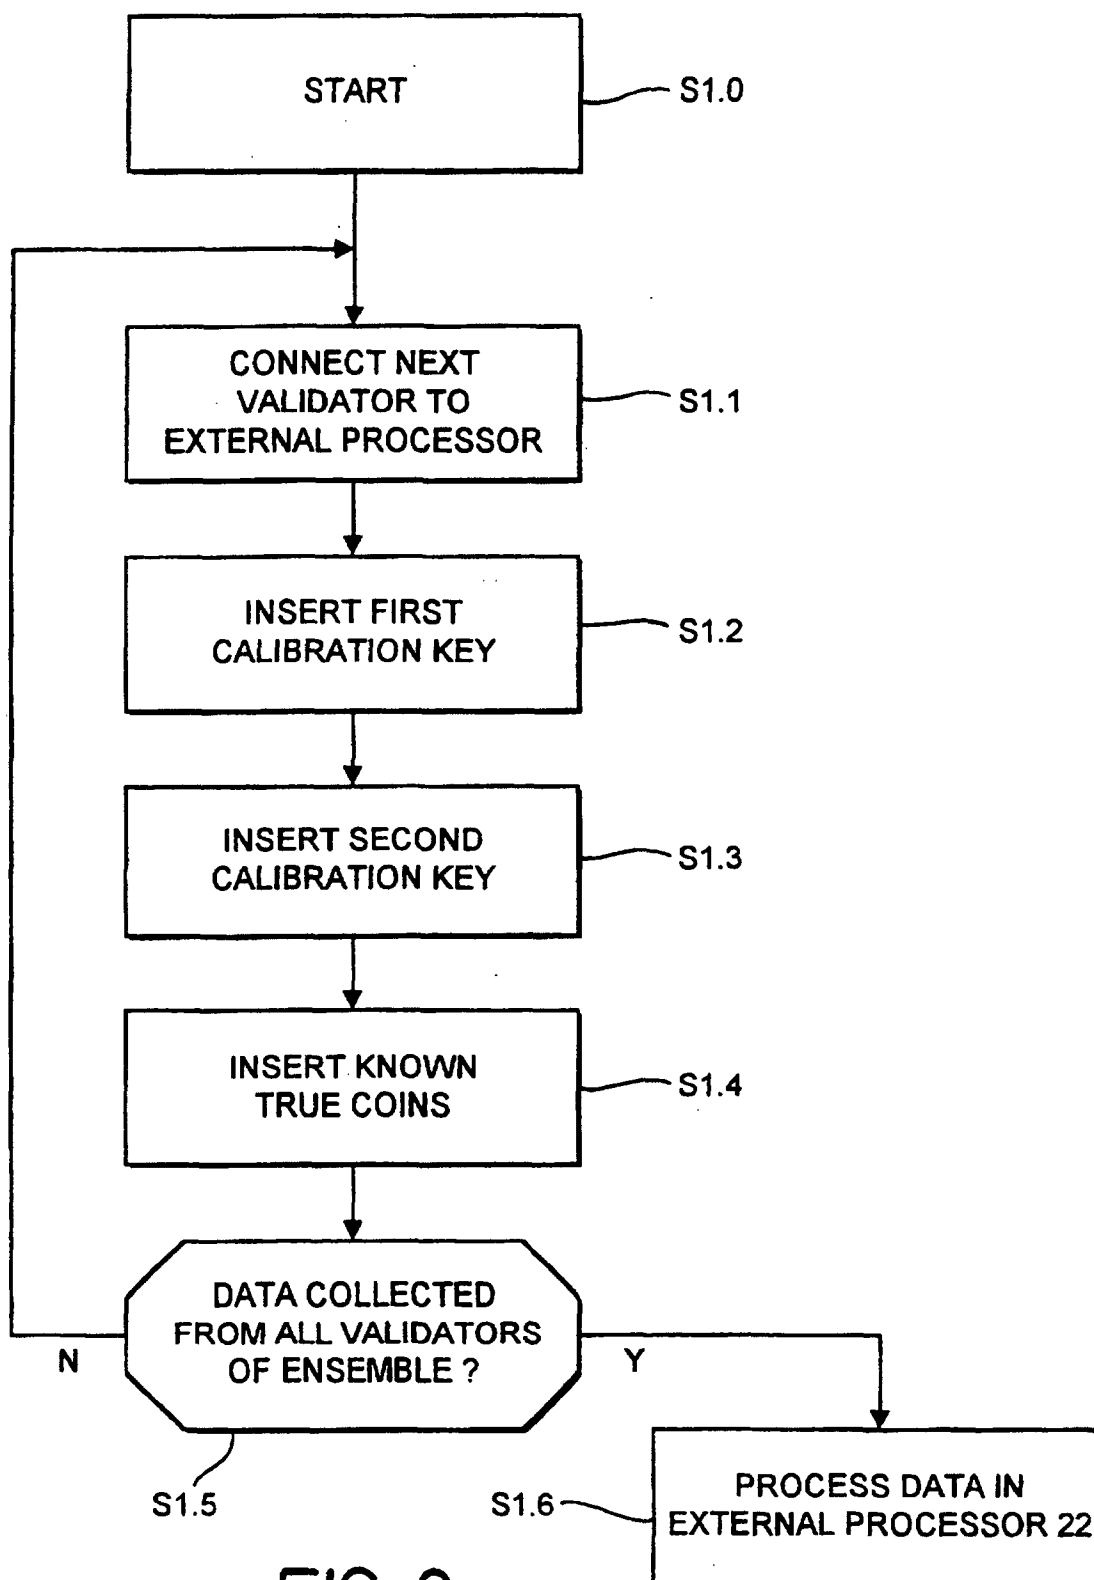 START
S1.0
CONNECT NEXT
VALIDATOR TO
EXTERNAL PROCESSOR
S1.1
INSERT FIRST
CALIBRATION KEY
S1.2
INSERT SECOND
CALIBRATION KEY
S1.3
INSERT KNOWN
TRUE COINS
S1.4
DATA COLLECTED
FROM ALL VALIDATORS
OF ENSEMBLE ?
N
Y
S1.5
S1.6
PROCESS DATA IN
EXTERNAL PROCESSOR 22
FIG.